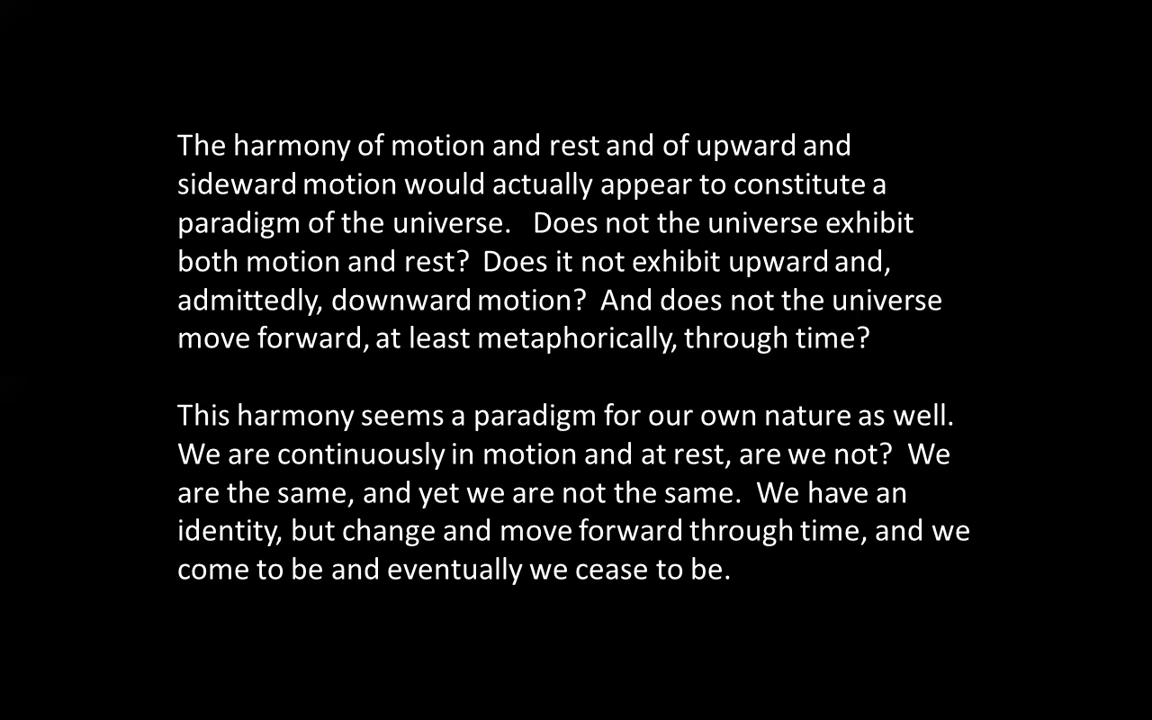 The harmony of motion and rest and of upward and
sideward motion would actually appear to constitute a
paradigm of the universe.   Does not the universe exhibit
both motion and rest?  Does it not exhibit upward and,
admittedly, downward motion?  And does not the universe
move forward, at least metaphorically, through time?
This harmony seems a paradigm for our own nature as well.
We are continuously in motion and at rest, are we not?  We
are the same, and yet we are not the same.  We have an
identity, but change and move forward through time, and we
come to be and eventually we cease to be.